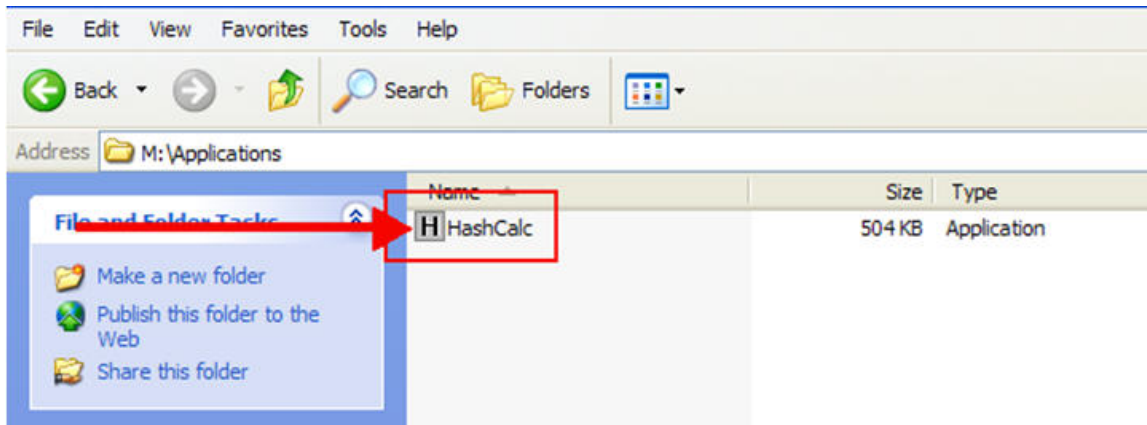 File Edit View Favorites Tools Help
Back Search Folders
Address M:\Applications
Name Size Type
File and Folder Tasks
H HashCalc 504 KB Application
Make a new folder
Publish this folder to the
Web
Share this folder